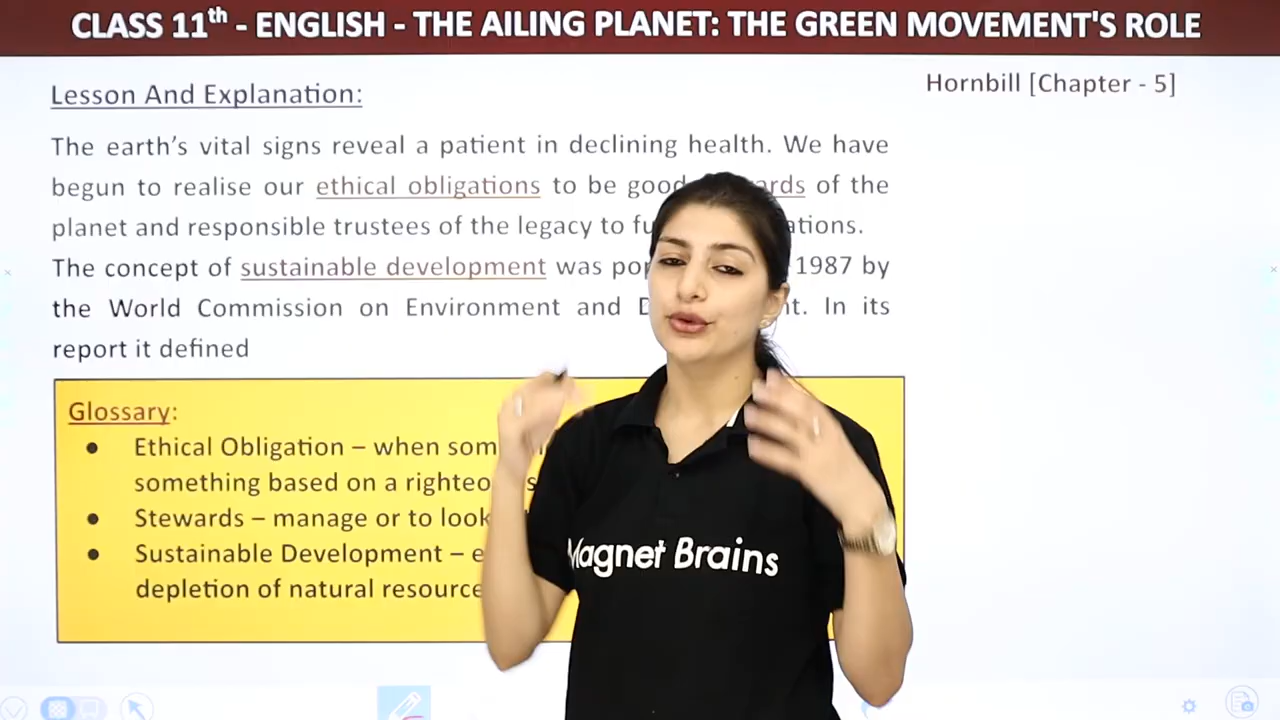 CLASS 11th - ENGLISH - THE AILING PLANET: THE GREEN MOVEMENT'S ROLE
Hornbill [Chapter - 5]
Lesson And Explanation:
The earth's vital signs reveal a patient in declining health. We have
begun to realise our ethical obligations to be good of the
planet and responsible trustees of the legacy to
The concept of sustainable development was 1987 by
the World Commission on Environment and In its
report it defined
Glossary:
● Ethical Obligation – when
something based on a
● Stewards – manage or to look
● Sustainable Development –
depletion of natural
Magnet Brains